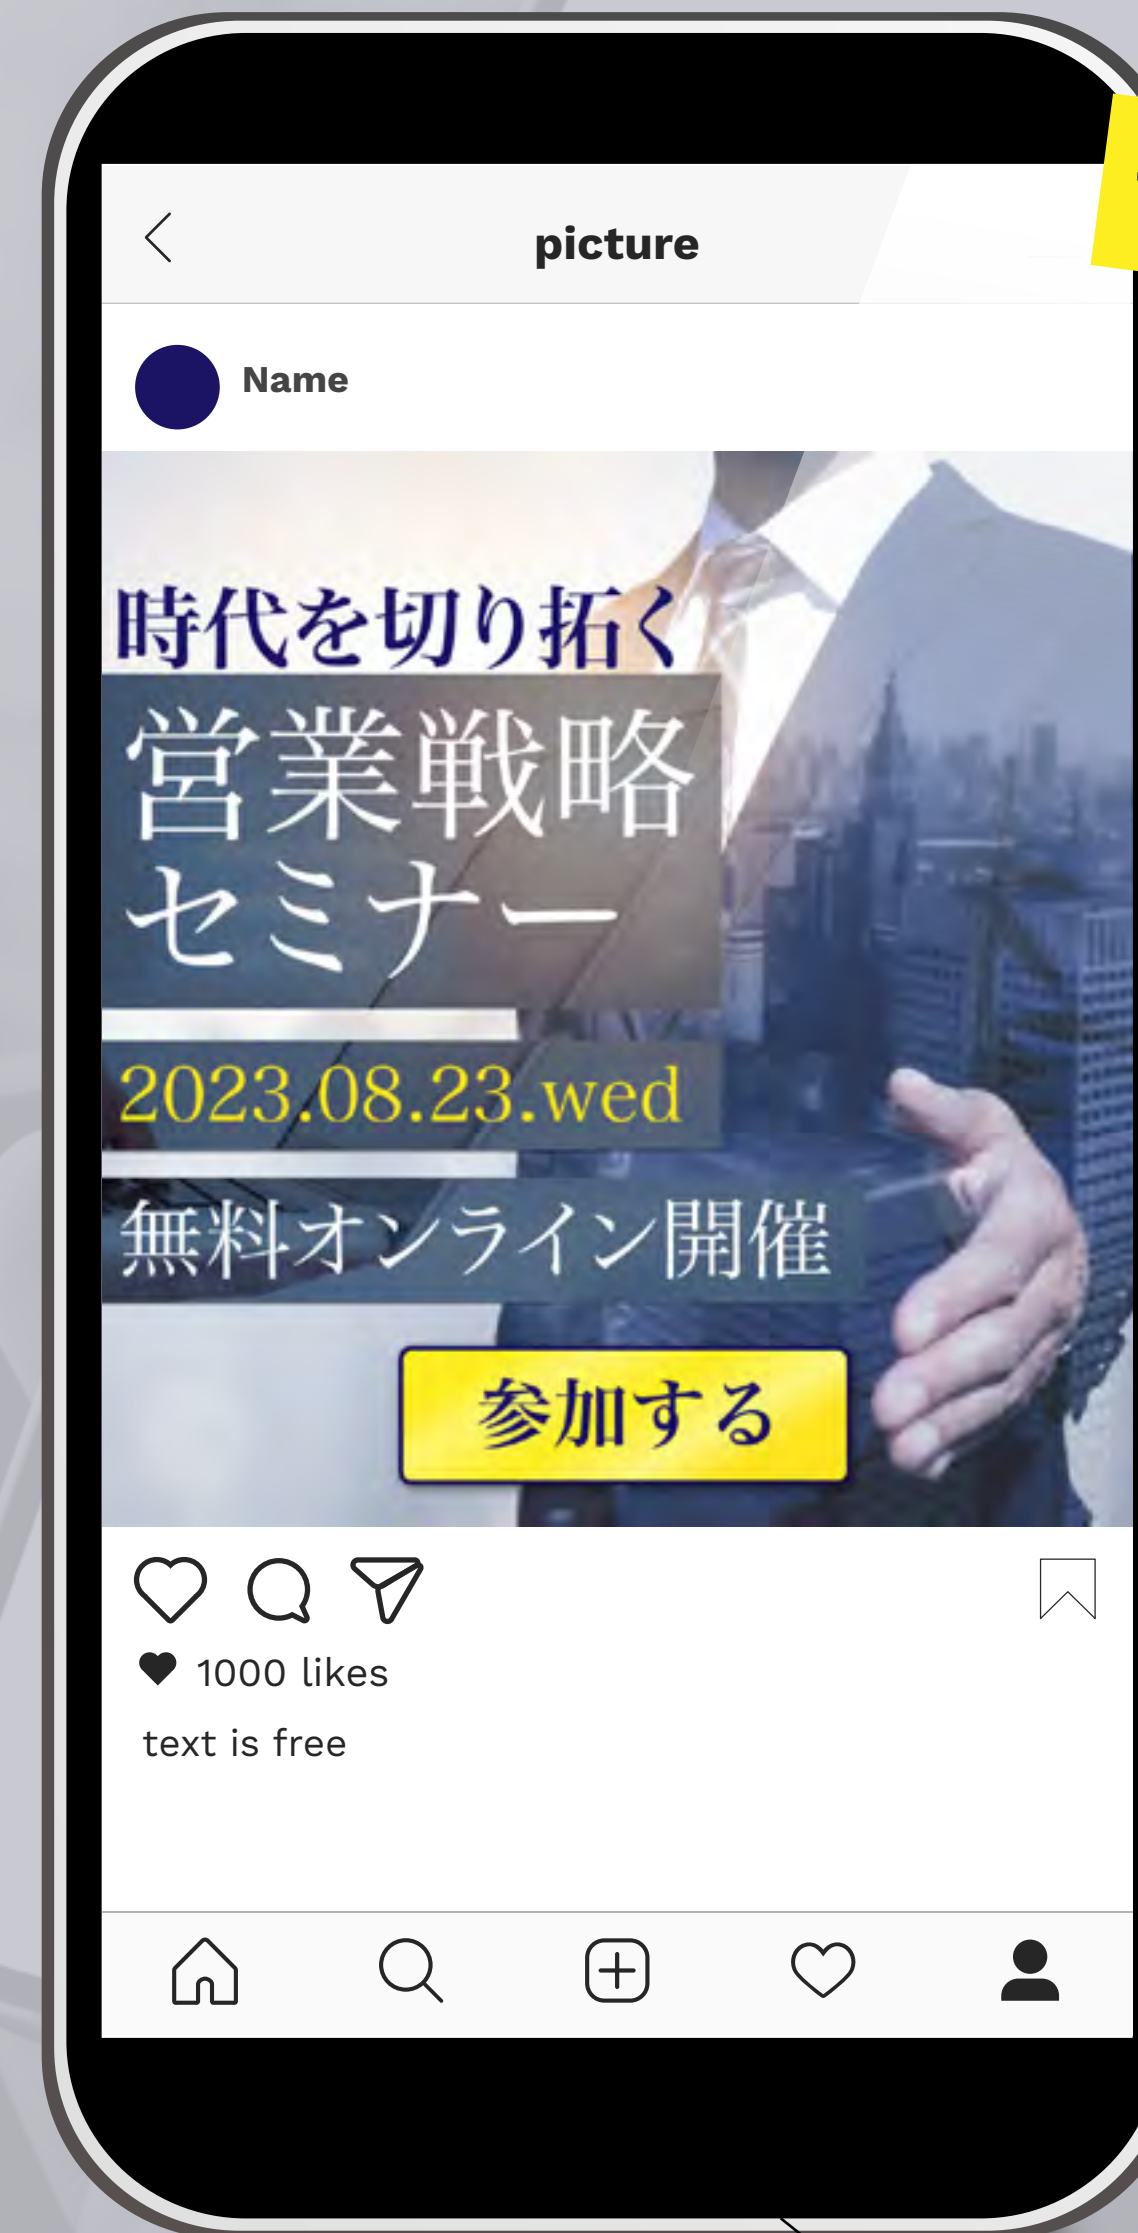 picture
Name
時代を切り拓く
営業戦略
セミナー
2023.08.23.wed
無料オンライン開催
参加する
1000 likes
text is free